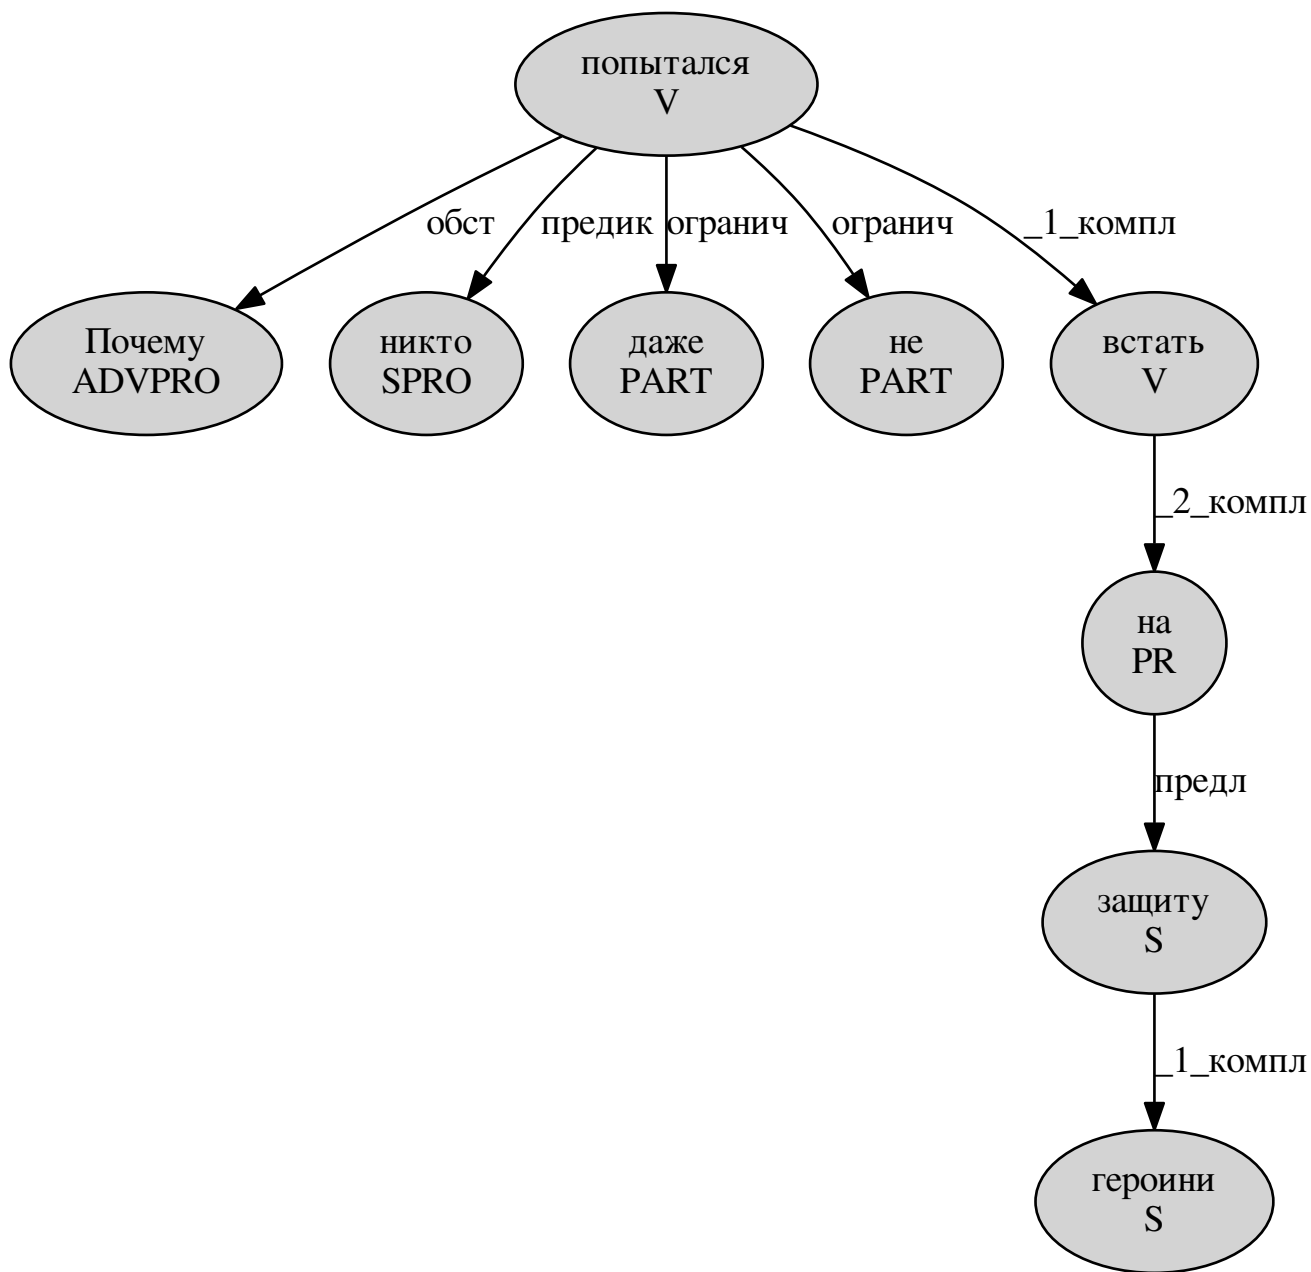 попытался
V
обст
предик
огранич
огранич
_1_компл
Почему
ADVPRO
никто
SPRO
даже
PART
не
PART
встать
V
_2_компл
на
PR
предл
защиту
S
_1_компл
героини
S